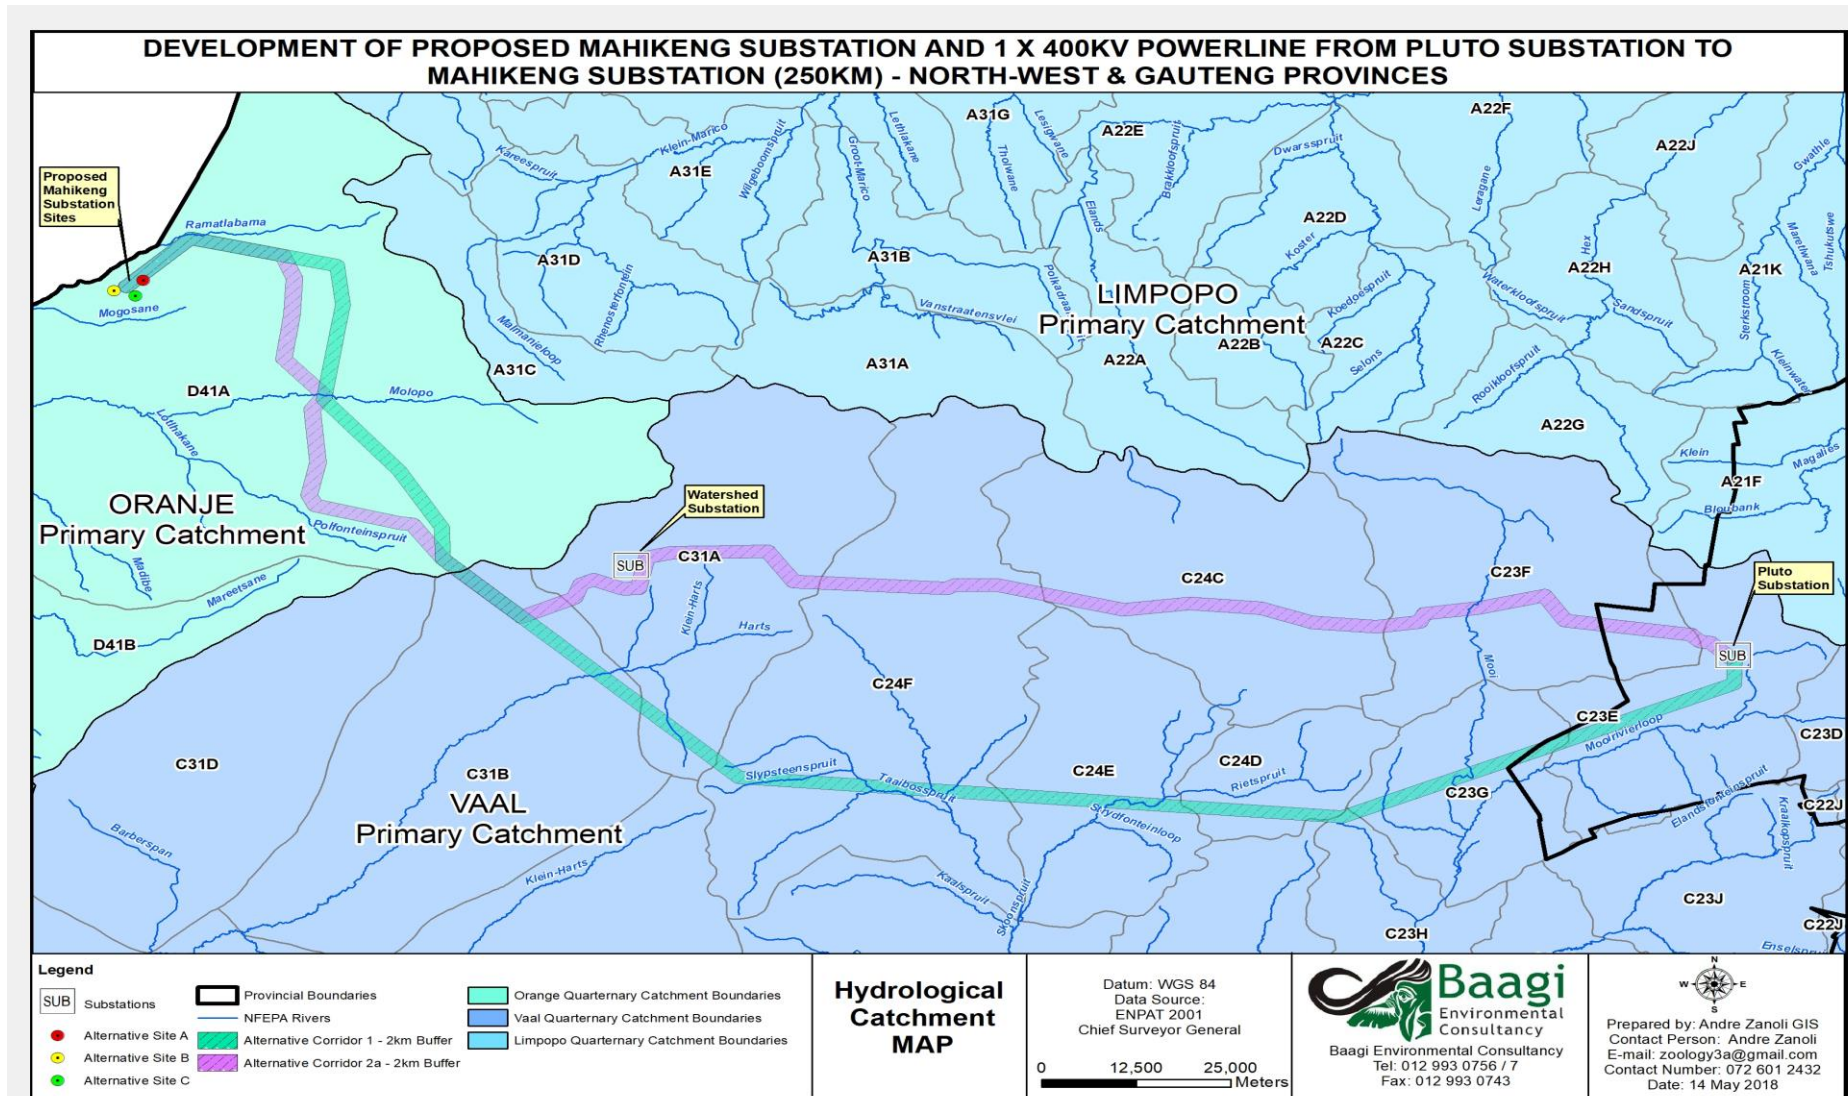 DEVELOPMENT OF PROPOSED MAHIKENG SUBSTATION AND 1 X 400KV POWERLINE FROM PLUTO SUBSTATION TO
MAHIKENG SUBSTATION (250KM) - NORTH-WEST & GAUTENG PROVINCES
Proposed
Mahikeng
Substation
Sites
Ramatlabama
Mogosane
D41A
Molopo
Lotlhakane
ORANJE
Primary Catchment
Polfonteinspruit
Madibe
Mareetsane
D41B
Kareespruit
Klein-Marico
A31E
Wilgeboomspruit
Groot-Marico
Lethlakane
A31G
Tholwane
Lesigwane
A22E
Elands
Brakkloofspruit
Dwarsspruit
A22F
Leragane
A22J
Gwathle
A31D
Rhenosterfontein
Malmanieloop
A31C
A31B
Vanstraatensvlei
A31A
LIMPOPO
Primary Catchment
A22A
A22D
Koster
Koedoespruit
A22B
A22C
Selons
Hex
A22H
Waterkloofspruit
Sandspruit
Rooikloofspruit
A22G
A21K
Maretlwana
Tshukutswe
Sterkstroom
Kleinwater
Klein
Magalies
A21F
Bloubank
Watershed
Substation
SUB
C31A
Klein-Harts
Harts
C24C
C23F
Mooi
Pluto
Substation
SUB
C24F
C23E
Mooirivierloop
C23D
C31D
C31B
VAAL
Primary Catchment
Barberspan
Klein-Harts
Slypsteenspruit
Taaibosspruit
C24E
C24D
Rietspruit
Strydfonteinloop
C23G
Elandsfonteinspruit
Kraalkopspruit
C22J
Kaalspruit
Skoonspruit
C23H
C23J
C22J
Legend
SUB Substations
Alternative Site A
Alternative Site B
Alternative Site C
Provincial Boundaries
NFEPA Rivers
Alternative Corridor 1 - 2km Buffer
Alternative Corridor 2a - 2km Buffer
Orange Quarternary Catchment Boundaries
Vaal Quarternary Catchment Boundaries
Limpopo Quarternary Catchment Boundaries
Hydrological
Catchment
MAP
Datum: WGS 84
Data Source:
ENPAT 2001
Chief Surveyor General
0 12,500 25,000
Meters
Baagi
Environmental
Consultancy
Baagi Environmental Consultancy
Tel: 012 993 0756 / 7
Fax: 012 993 0743
N
W E
S
Prepared by: Andre Zanoli GIS
Contact Person: Andre Zanoli
E-mail: zoology3a@gmail.com
Contact Number: 072 601 2432
Date: 14 May 2018